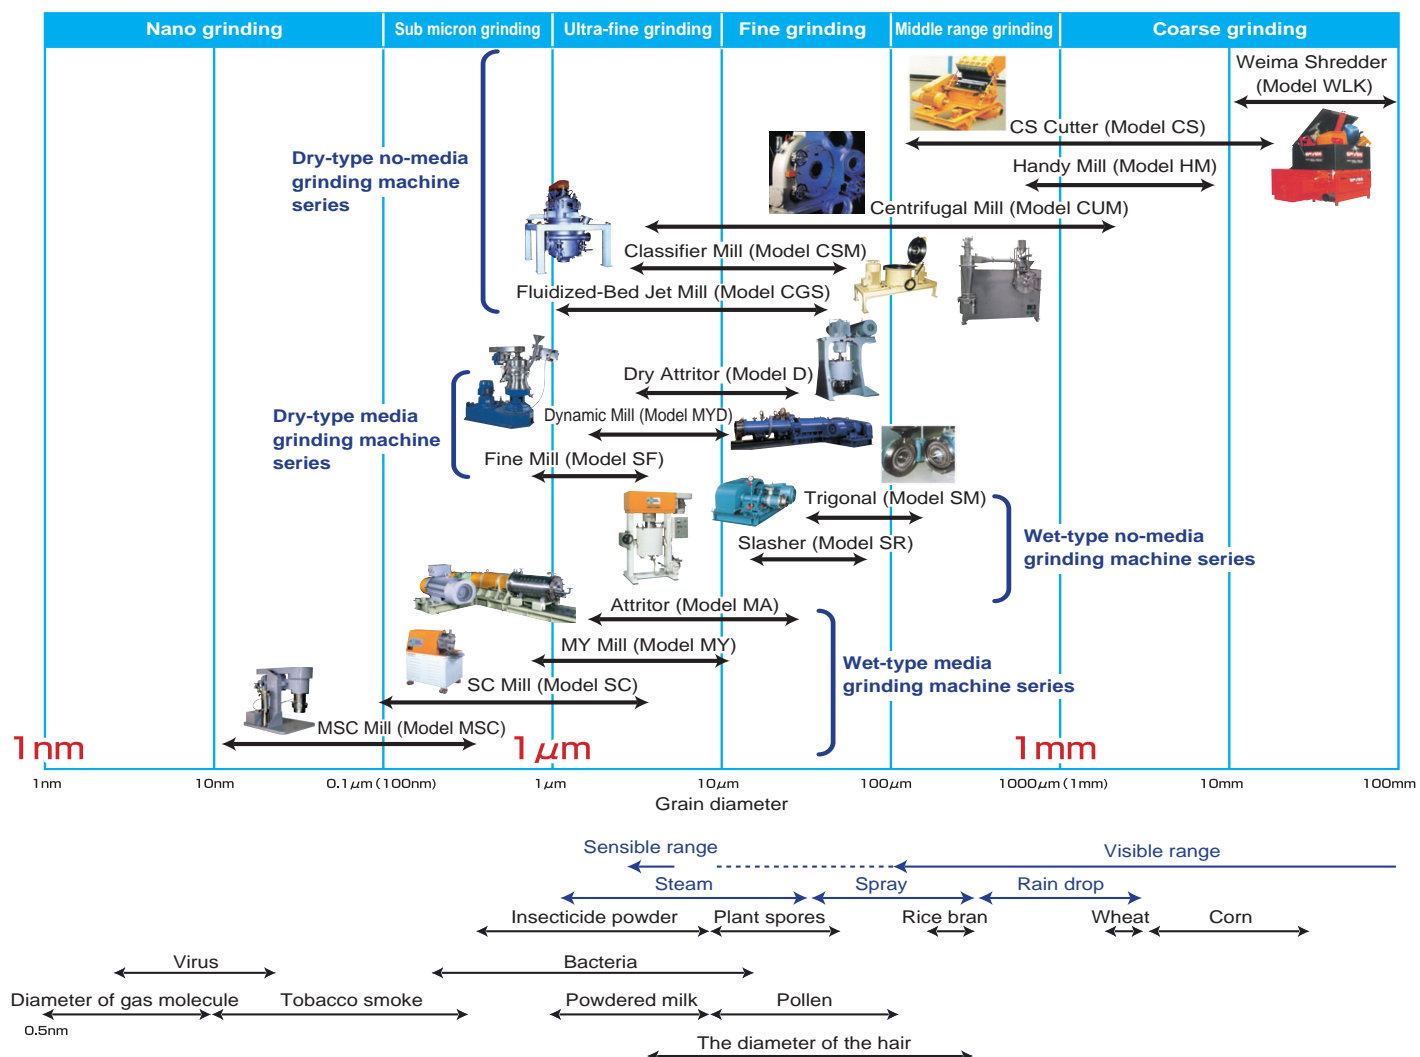 Nano grinding
Sub micron grinding
Ultra-fine grinding
Fine grinding
Middle range grinding
Coarse grinding
Weima Shredder
(Model WLK)
CS Cutter (Model CS)
Dry-type no-media
grinding machine
series
Handy Mill (Model HM)
Centrifugal Mill (Model CUM)
Classifier Mill (Model CSM)
Fluidized-Bed Jet Mill (Model CGS)
Dry Attritor (Model D)
Dry-type media
grinding machine
series
Dynamic Mill (Model MYD)
Fine Mill (Model SF)
Trigonal (Model SM)
Slasher (Model SR)
Wet-type no-media
grinding machine series
Attritor (Model MA)
MY Mill (Model MY)
Wet-type media
grinding machine series
SC Mill (Model SC)
MSC Mill (Model MSC)
1nm
1μm
1mm
1nm
10nm
0.1μm(100nm)
1μm
10μm
100μm
1000μm(1mm)
10mm
100mm
Grain diameter
Sensible range
Visible range
Steam
Spray
Rain drop
Insecticide powder
Plant spores
Rice bran
Wheat
Corn
Virus
Bacteria
Diameter of gas molecule
Tobacco smoke
Powdered milk
Pollen
0.5nm
The diameter of the hair